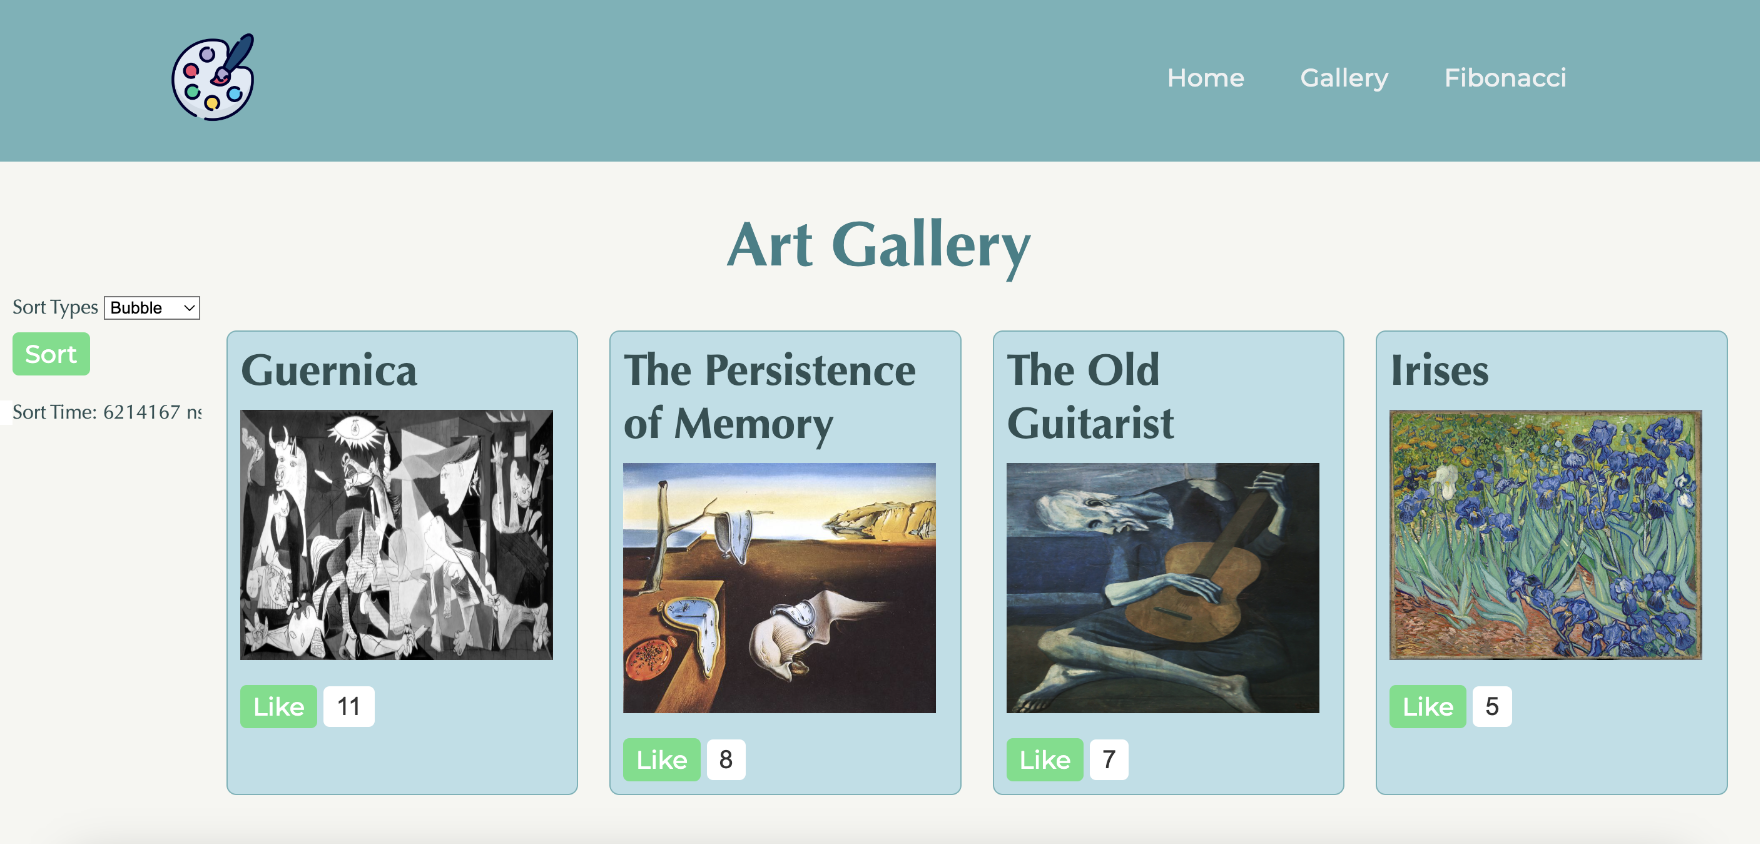 Home Gallery Fibonacci
Art Gallery
Sort Types Bubble
Sort
Sort Time: 6214167 ns
Guernica
Like 11
The Persistence
of Memory
Like 8
The Old
Guitarist
Like 7
Irises
Like 5